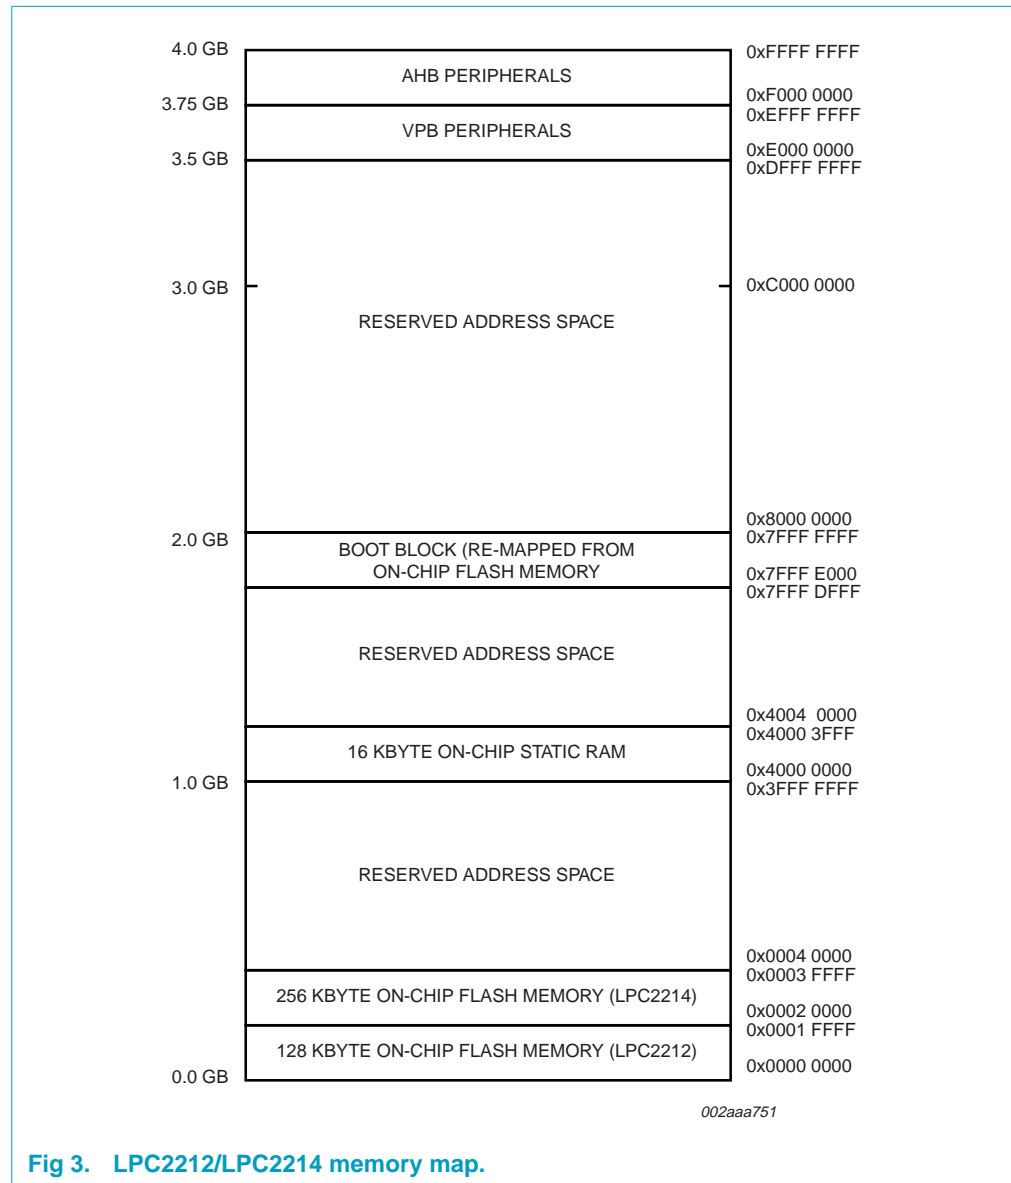 4.0 GB
0xFFFF FFFF
AHB PERIPHERALS
0xF000 0000
3.75 GB
0xEFFF FFFF
VPB PERIPHERALS
0xE000 0000
3.5 GB
0xDFFF FFFF
3.0 GB
0xC000 0000
RESERVED ADDRESS SPACE
0x8000 0000
2.0 GB
0x7FFF FFFF
BOOT BLOCK (RE-MAPPED FROM
ON-CHIP FLASH MEMORY
0x7FFF E000
0x7FFF DFFF
RESERVED ADDRESS SPACE
0x4004 0000
0x4000 3FFF
16 KBYTE ON-CHIP STATIC RAM
0x4000 0000
1.0 GB
0x3FFF FFFF
RESERVED ADDRESS SPACE
0x0004 0000
0x0003 FFFF
256 KBYTE ON-CHIP FLASH MEMORY (LPC2214)
0x0002 0000
0x0001 FFFF
128 KBYTE ON-CHIP FLASH MEMORY (LPC2212)
0x0000 0000
0.0 GB
002aaa751
Fig 3. LPC2212/LPC2214 memory map.